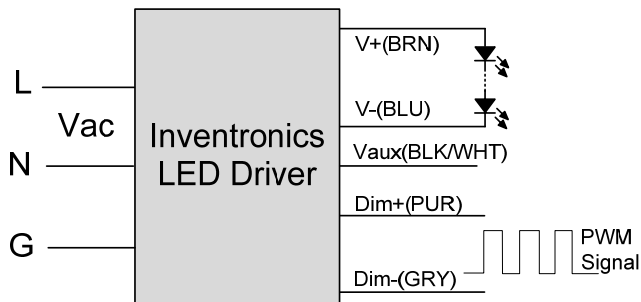 L
Vac
N
G
Inventronics
LED Driver
V+(BRN)
V-(BLU)
Vaux(BLK/WHT)
Dim+(PUR)
Dim-(GRY)
PWM
Signal